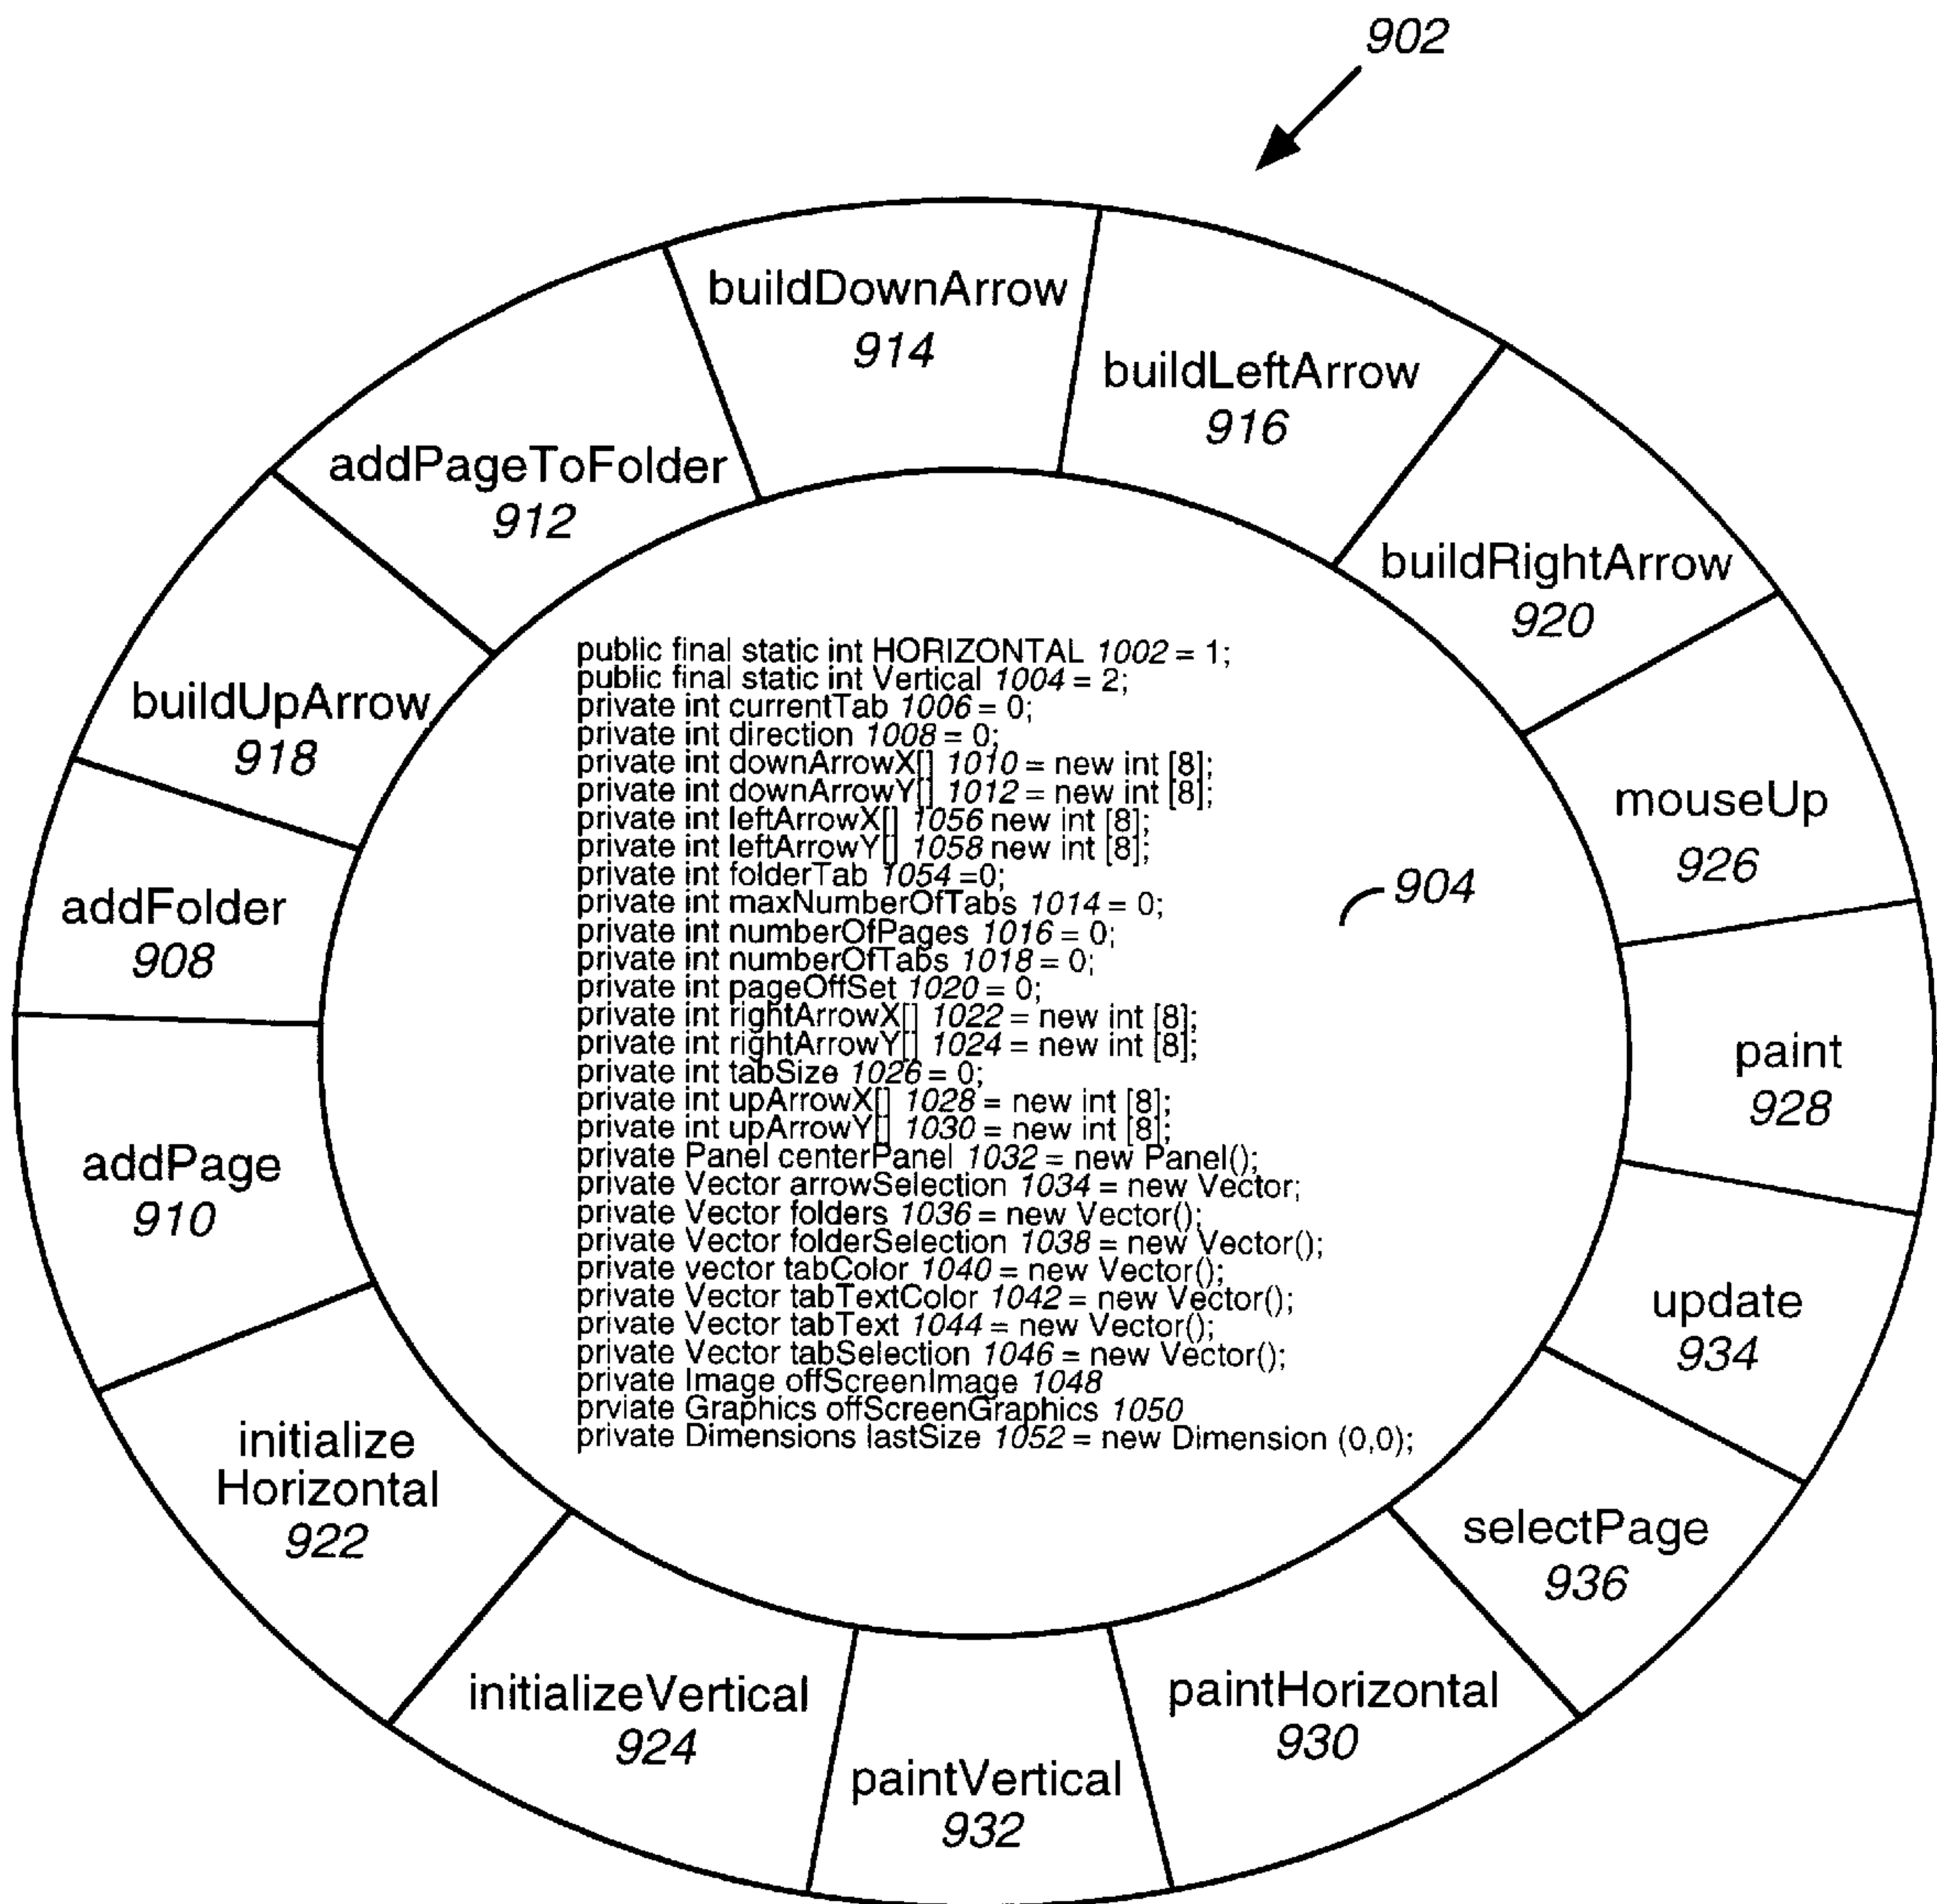 902
buildDownArrow
914
buildLeftArrow
916
addPageToFolder
912
buildRightArrow
920
buildUpArrow
918
mouseUp
926
addFolder
908
904
paint
928
addPage
910
update
934
initialize
Horizontal
922
selectPage
936
initializeVertical
924
paintHorizontal
930
paintVertical
932
public final static int HORIZONTAL 1002 = 1;
public final static int Vertical 1004 = 2;
private int currentTab 1006 = 0;
private int direction 1008 = 0;
private int downArrowX[] 1010 = new int [8];
private int downArrowY[] 1012 = new int [8];
private int leftArrowX[] 1056 new int [8];
private int leftArrowY[] 1058 new int [8];
private int folderTab 1054 =0;
private int maxNumberOfTabs 1014 = 0;
private int numberOfPages 1016 = 0;
private int numberOfTabs 1018 = 0;
private int pageOffSet 1020 = 0;
private int rightArrowX[] 1022 = new int [8];
private int rightArrowY[] 1024 = new int [8];
private int tabSize 1026 = 0;
private int upArrowX[] 1028 = new int [8];
private int upArrowY[] 1030 = new int [8];
private Panel centerPanel 1032 = new Panel();
private Vector arrowSelection 1034 = new Vector;
private Vector folders 1036 = new Vector();
private Vector folderSelection 1038 = new Vector();
private vector tabColor 1040 = new Vector();
private Vector tabTextColor 1042 = new Vector();
private Vector tabText 1044 = new Vector();
private Vector tabSelection 1046 = new Vector();
private Image offScreenImage 1048
prviate Graphics offScreenGraphics 1050
private Dimensions lastSize 1052 = new Dimension (0,0);